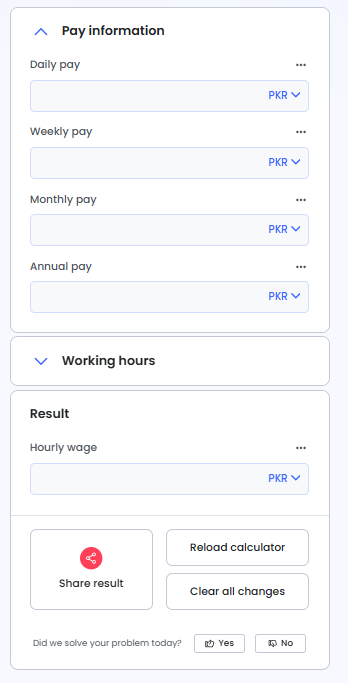 Pay information
Daily pay
PKR
Weekly pay
PKR
Monthly pay
PKR
Annual pay
PKR
Working hours
Result
Hourly wage
PKR
Share result
Reload calculator
Clear all changes
Did we solve your problem today? Yes No